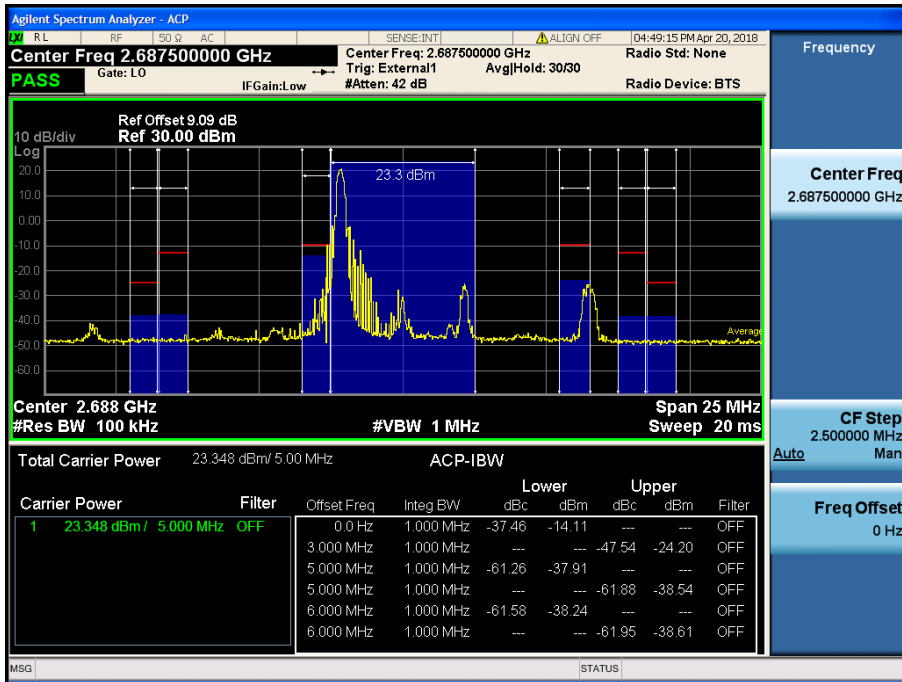 Agilent Spectrum Analyzer - ACP
LXI RL RF 50 Ω AC SENSE:INT ALIGN OFF 04:49:15 PM Apr 20, 2018
Center Freq 2.687500000 GHz
PASS
Gate: LO
IFGain:Low
Center Freq: 2.687500000 GHz
Trig: External1 Avg|Hold: 30/30
#Atten: 42 dB
Radio Std: None
Radio Device: BTS
Frequency
Ref Offset 9.09 dB
10 dB/div Ref 30.00 dBm
Log
20.0
10.0
0.00
-10.0
-20.0
-30.0
-40.0
-50.0
-60.0
23.3 dBm
Average
Center 2.688 GHz Span 25 MHz
#Res BW 100 kHz #VBW 1 MHz Sweep 20 ms
Center Freq
2.687500000 GHz
CF Step
2.500000 MHz
Auto Man
Freq Offset
0 Hz
Total Carrier Power 23.348 dBm/ 5.00 MHz ACP-IBW
Lower Upper
Carrier Power Filter Offset Freq Integ BW dBc dBm dBc dBm Filter
1 23.348 dBm / 5.000 MHz OFF 0.0 Hz 1.000 MHz -37.46 -14.11 --- --- OFF
3.000 MHz 1.000 MHz --- --- -47.54 -24.20 OFF
5.000 MHz 1.000 MHz -61.26 -37.91 --- --- OFF
5.000 MHz 1.000 MHz --- --- -61.88 -38.54 OFF
6.000 MHz 1.000 MHz -61.58 -38.24 --- --- OFF
6.000 MHz 1.000 MHz --- --- -61.95 -38.61 OFF
MSG STATUS